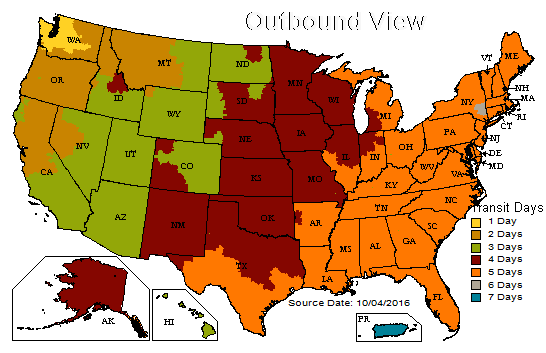 Outbound View
WA
MT
ND
MN
ME
VT
NH
MA
RI
CT
NY
OR
ID
SD
WI
MI
WY
IA
NE
PA
NJ
DE
MD
OH
IL
IN
WV
VA
NV
UT
CO
KS
MO
KY
CA
NC
TN
AZ
NM
OK
AR
SC
MS
AL
GA
TX
LA
FL
AK
HI
PR
Transit Days
1 Day
2 Days
3 Days
4 Days
5 Days
6 Days
7 Days
Source Date: 10/04/2016